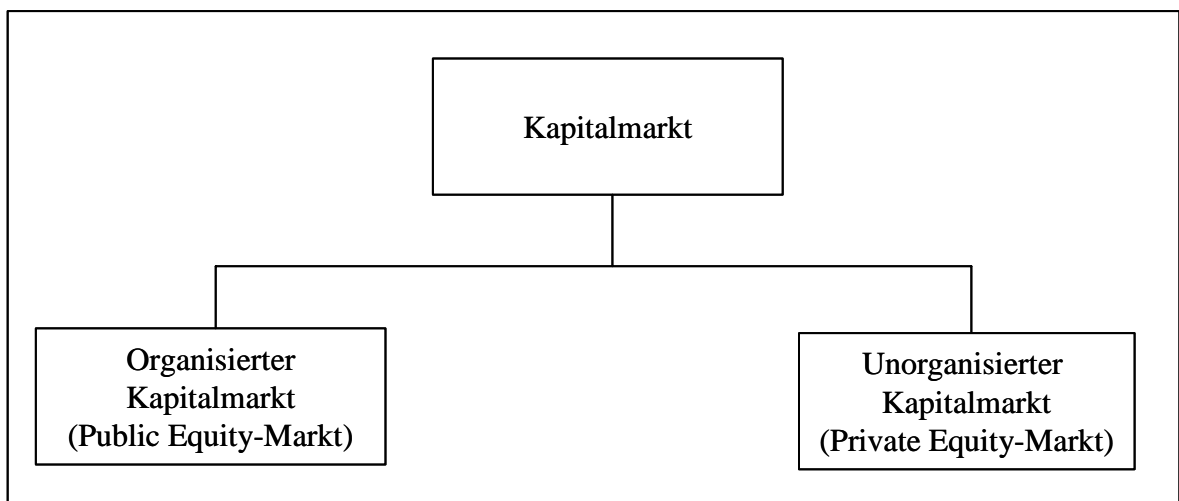 Kapitalmarkt
Organisierter
Kapitalmarkt
(Public Equity-Markt)
Unorganisierter
Kapitalmarkt
(Private Equity-Markt)